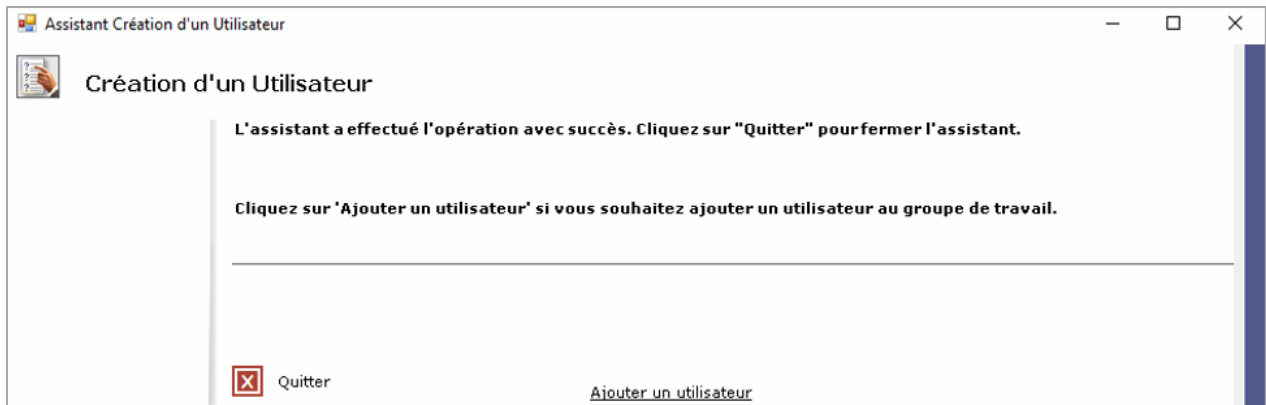 Assistant Création d'un Utilisateur
Création d'un Utilisateur
L'assistant a effectué l'opération avec succès. Cliquez sur "Quitter" pour fermer l'assistant.
Cliquez sur 'Ajouter un utilisateur' si vous souhaitez ajouter un utilisateur au groupe de travail.
Quitter
Ajouter un utilisateur